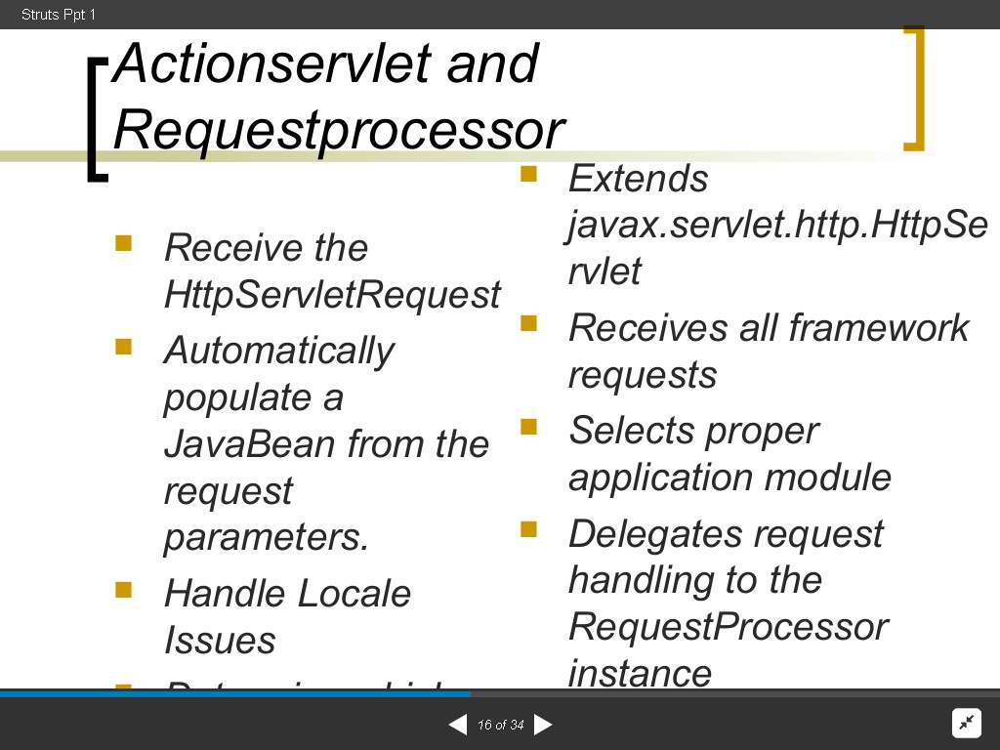 Struts Ppt 1
Actionservlet and
Requestprocessor
Receive the
HttpServletRequest
Automatically
populate a
JavaBean from the
request
parameters.
Handle Locale
Issues
Extends
javax.servlet.http.HttpSe
rvlet
Receives all framework
requests
Selects proper
application module
Delegates request
handling to the
RequestProcessor
instance
16 of 34